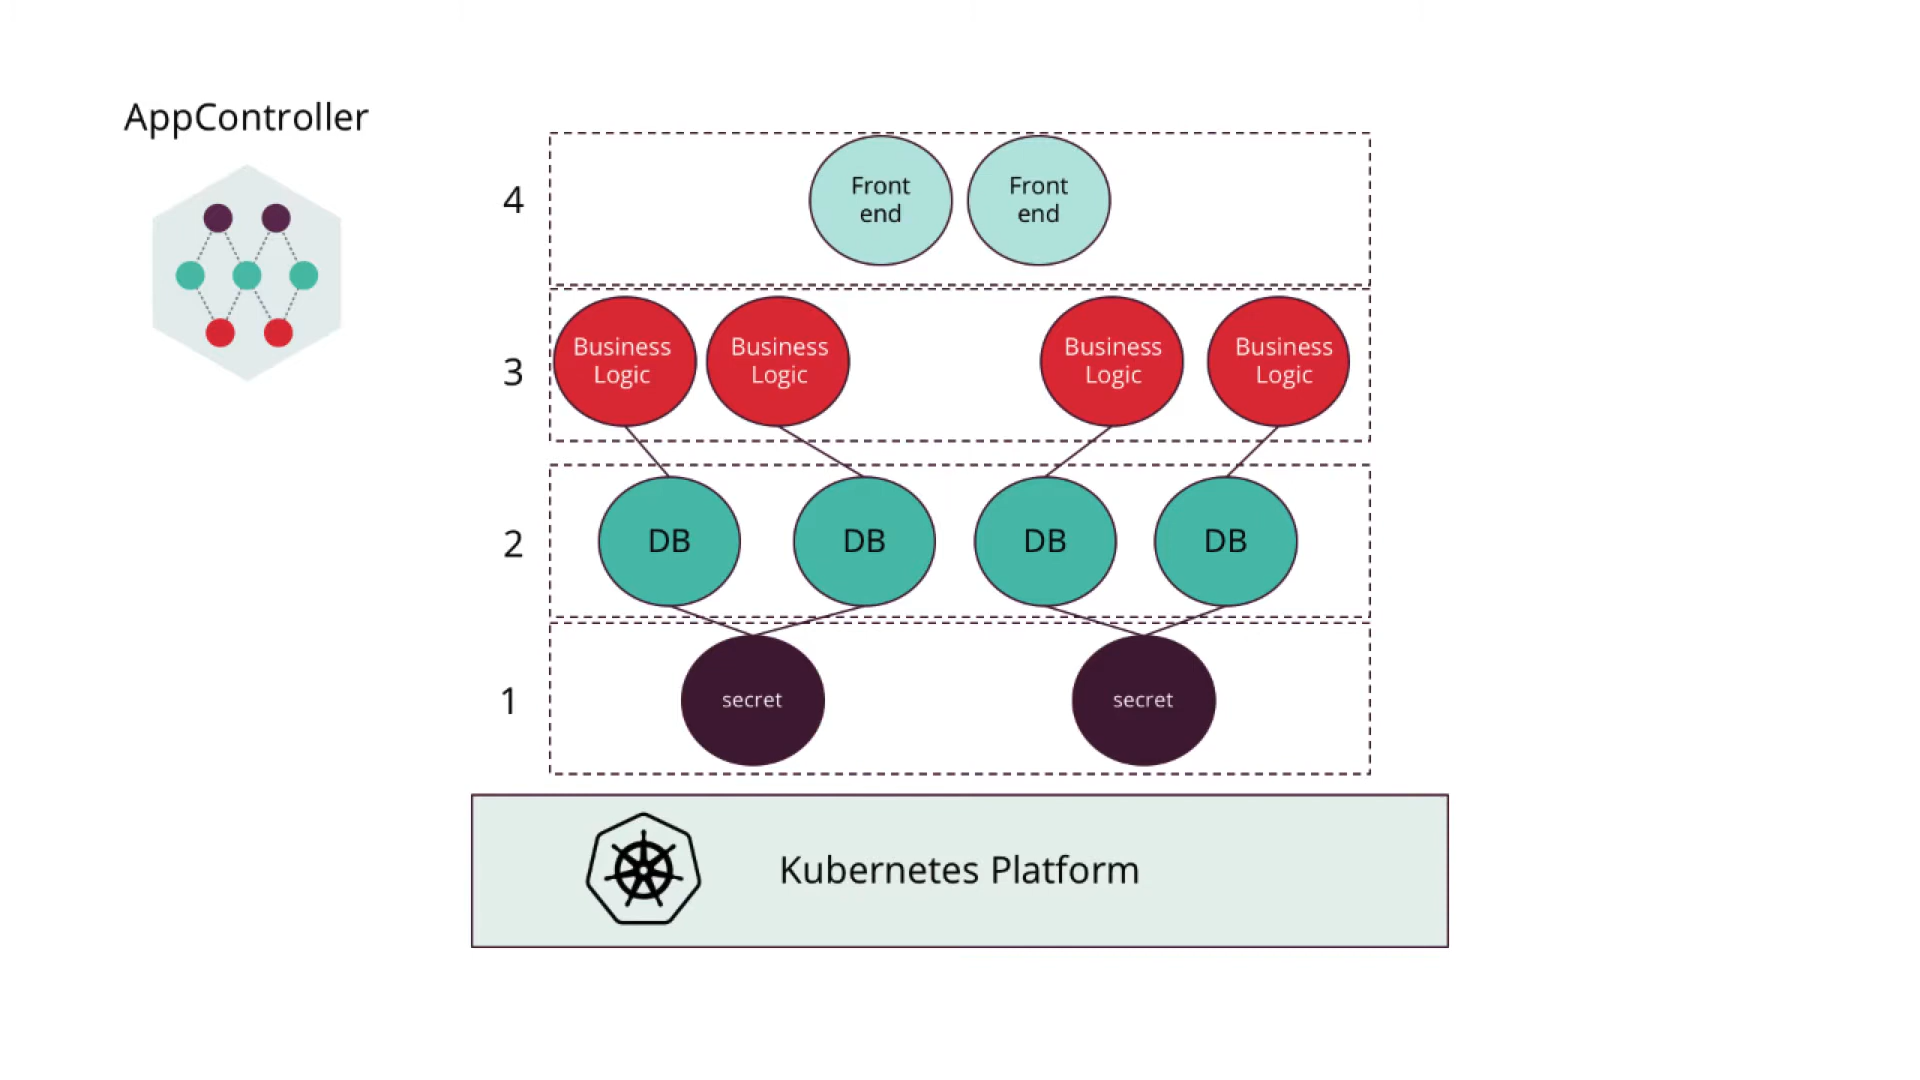 AppController
4
Front
end
Front
end
3
Business
Logic
Business
Logic
Business
Logic
Business
Logic
2
DB
DB
DB
DB
1
secret
secret
Kubernetes Platform